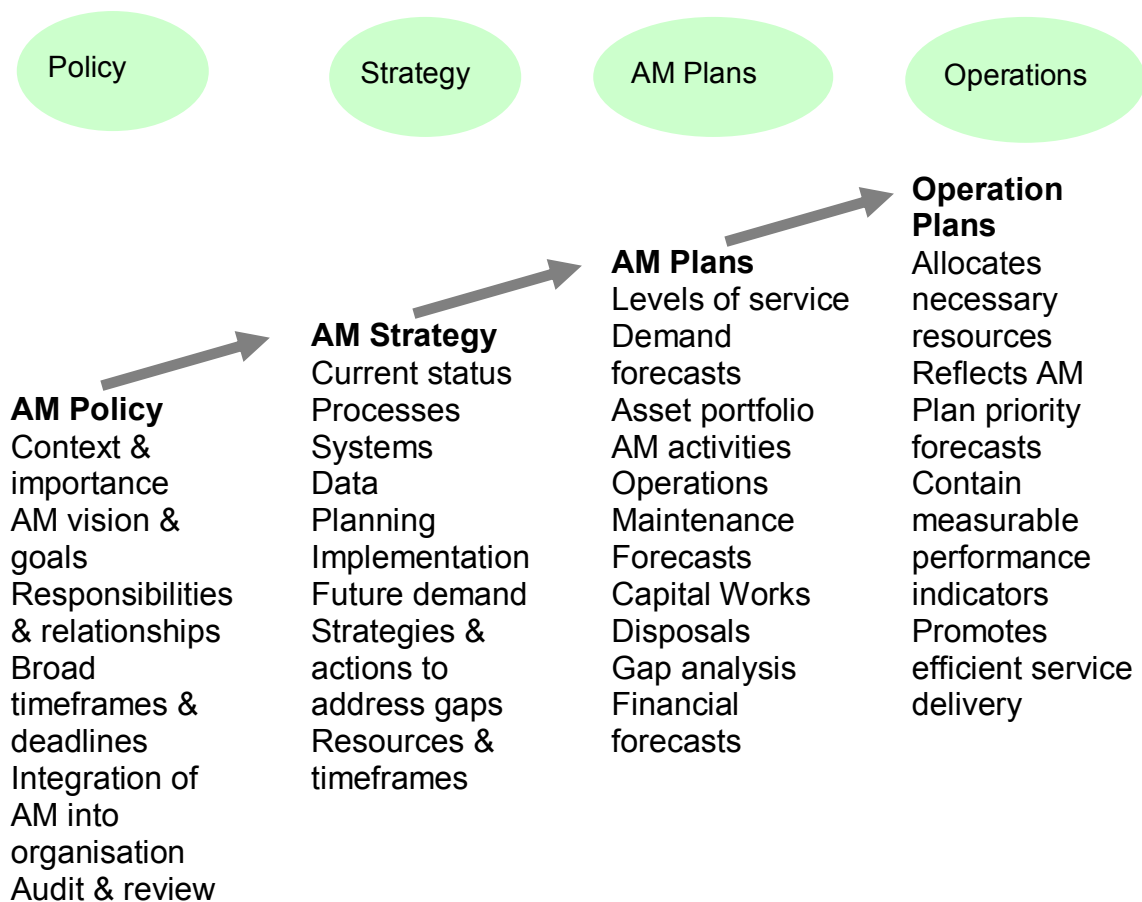 Policy
Strategy
AM Plans
Operations
AM Policy
Context &
importance
AM vision &
goals
Responsibilities
& relationships
Broad
timeframes &
deadlines
Integration of
AM into
organisation
Audit & review
AM Strategy
Current status
Processes
Systems
Data
Planning
Implementation
Future demand
Strategies &
actions to
address gaps
Resources &
timeframes
AM Plans
Levels of service
Demand
forecasts
Asset portfolio
AM activities
Operations
Maintenance
Forecasts
Capital Works
Disposals
Gap analysis
Financial
forecasts
Operation
Plans
Allocates
necessary
resources
Reflects AM
Plan priority
forecasts
Contain
measurable
performance
indicators
Promotes
efficient service
delivery